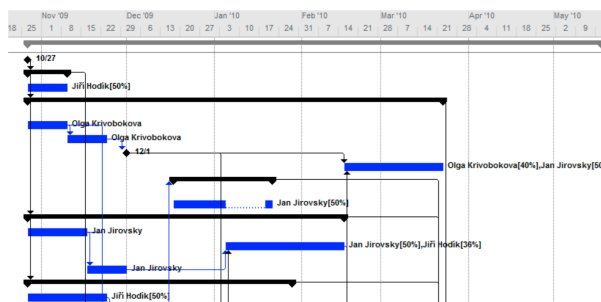 Nov '09 Dec '09 Jan '10 Feb '10 Mar '10 Apr '10 May '10
18 25 1 8 15 22 29 6 13 20 27 3 10 17 24 31 7 14 21 28 7 14 21 28 4 11 18 25 2 9
10/27
Jiří Hodík[50%]
Olga Krivobokova
Olga Krivobokova
12/1
Olga Krivobokova[40%],Jan Jirovsky[50
Jan Jirovsky[50%]
Jan Jirovsky
Jan Jirovsky[50%],Jiří Hodík[36%]
Jan Jirovsky
Jiří Hodík[50%]